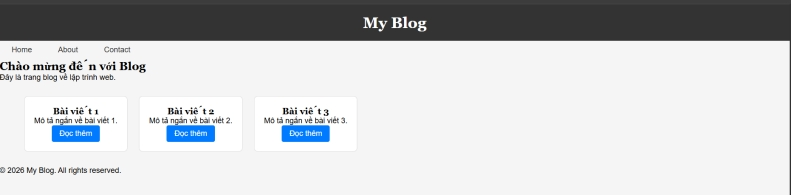 My Blog
Home About Contact
Chào mừng đến với Blog
Đây là trang blog về lập trình web.
Bài viết 1 Bài viết 2 Bài viết 3
Mô tả ngắn về bài viết 1. Mô tả ngắn về bài viết 2. Mô tả ngắn về bài viết 3.
Đọc thêm Đọc thêm Đọc thêm
© 2026 My Blog. All rights reserved.